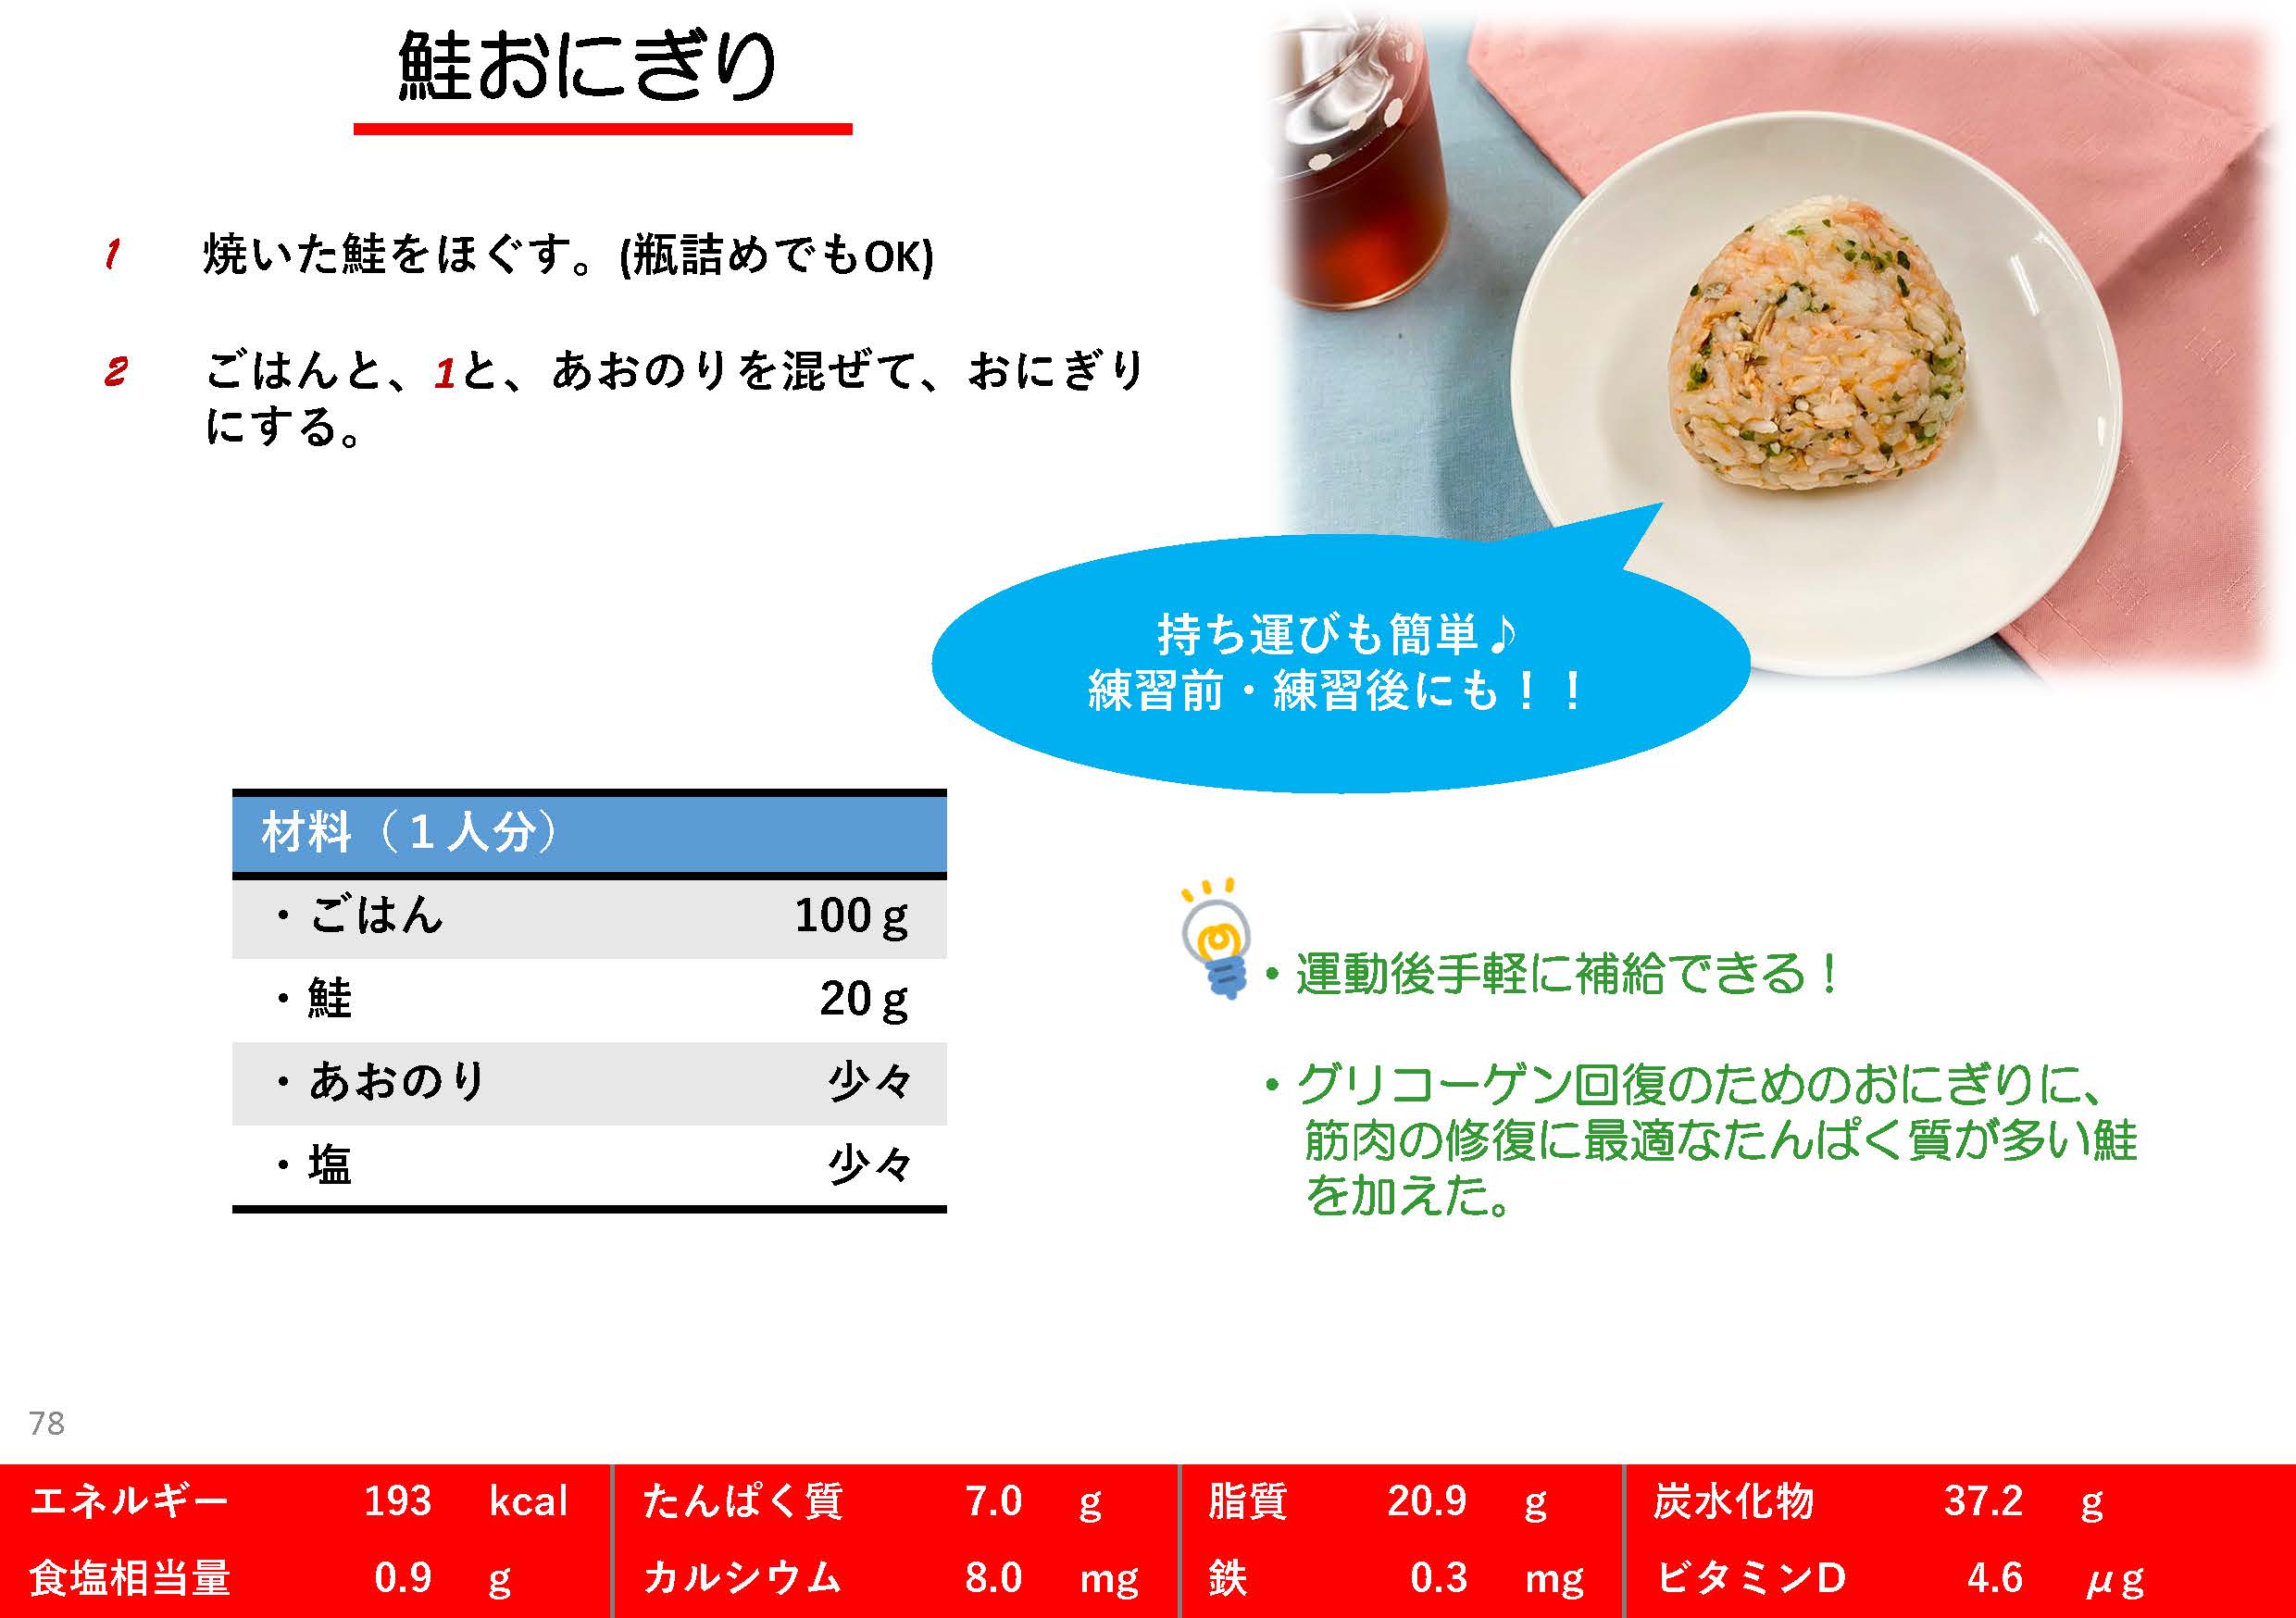 鮭おにぎり
1 焼いた鮭をほぐす。(瓶詰めでもOK)
2 ごはんと、1と、あおのりを混ぜて、おにぎり
にする。
持ち運びも簡単♪
練習前・練習後にも！！
材料（１人分）
・ごはん 100ｇ
・鮭 20ｇ
・あおのり 少々
・塩 少々
・運動後手軽に補給できる！
・グリコーゲン回復のためのおにぎりに、
筋肉の修復に最適なたんぱく質が多い鮭
を加えた。
78
エネルギー 193 kcal たんぱく質 7.0 g 脂質 20.9 g 炭水化物 37.2 g
食塩相当量 0.9 g カルシウム 8.0 mg 鉄 0.3 mg ビタミンD 4.6 μg